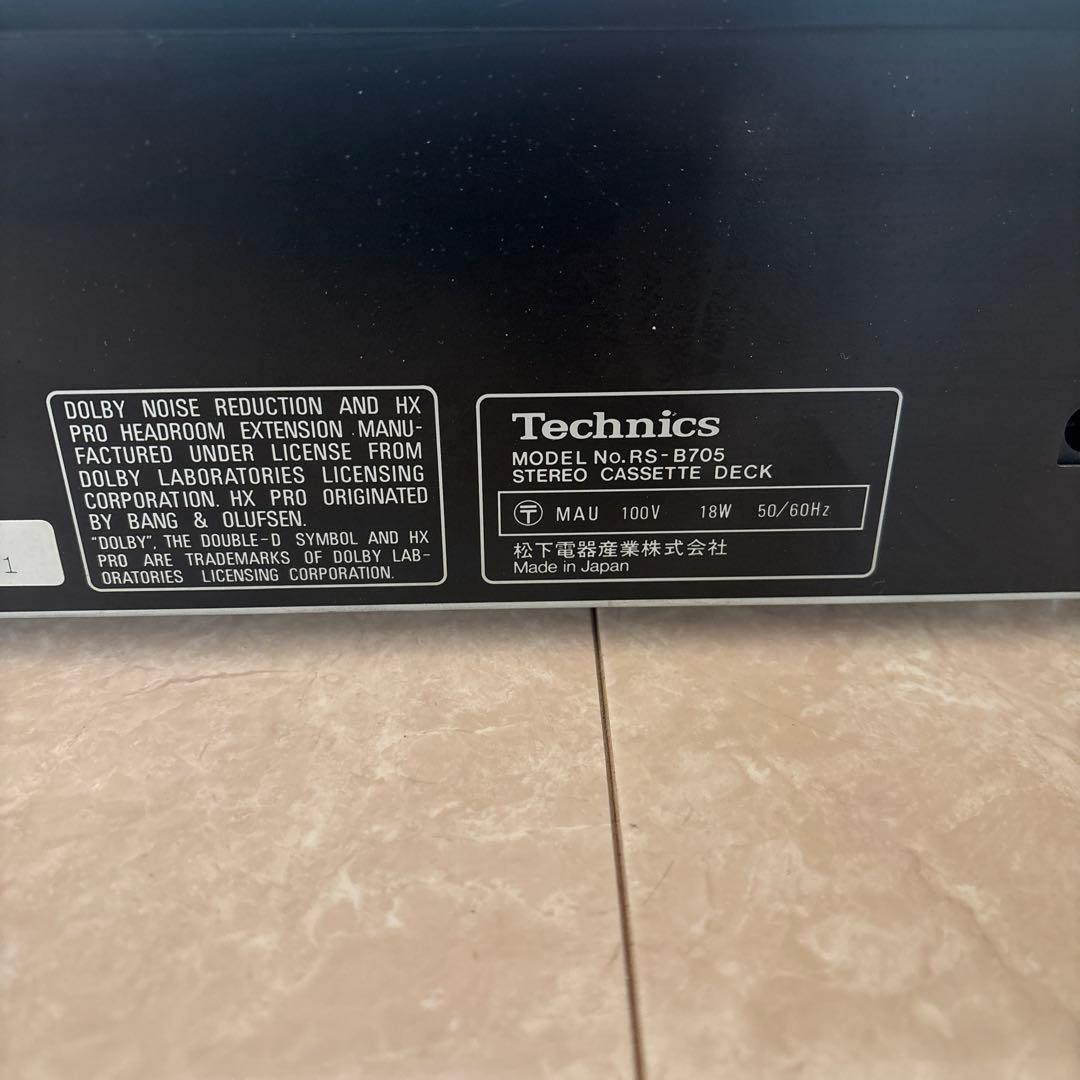 DOLBY NOISE REDUCTION AND HX
PRO HEADROOM EXTENSION MANU-
FACTURED UNDER LICENSE FROM
DOLBY LABORATORIES LICENSING
CORPORATION. HX PRO ORIGINATED
BY BANG & OLUFSEN.
"DOLBY", THE DOUBLE-D SYMBOL AND HX
PRO ARE TRADEMARKS OF DOLBY LAB-
ORATORIES LICENSING CORPORATION.
1
Technics
MODEL No. RS-B705
STEREO CASSETTE DECK
〒 MAU 100V 18W 50/60Hz
松下電器産業株式会社
Made in Japan